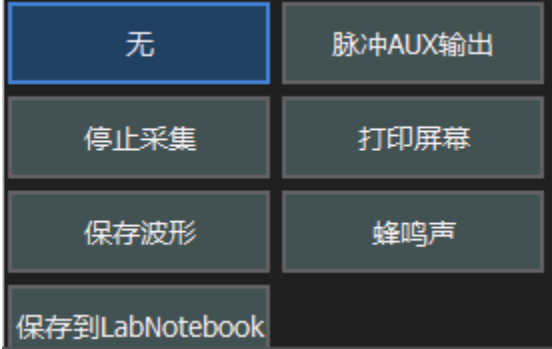 无
脉冲AUX输出
停止采集
打印屏幕
保存波形
蜂鸣声
保存到LabNotebook